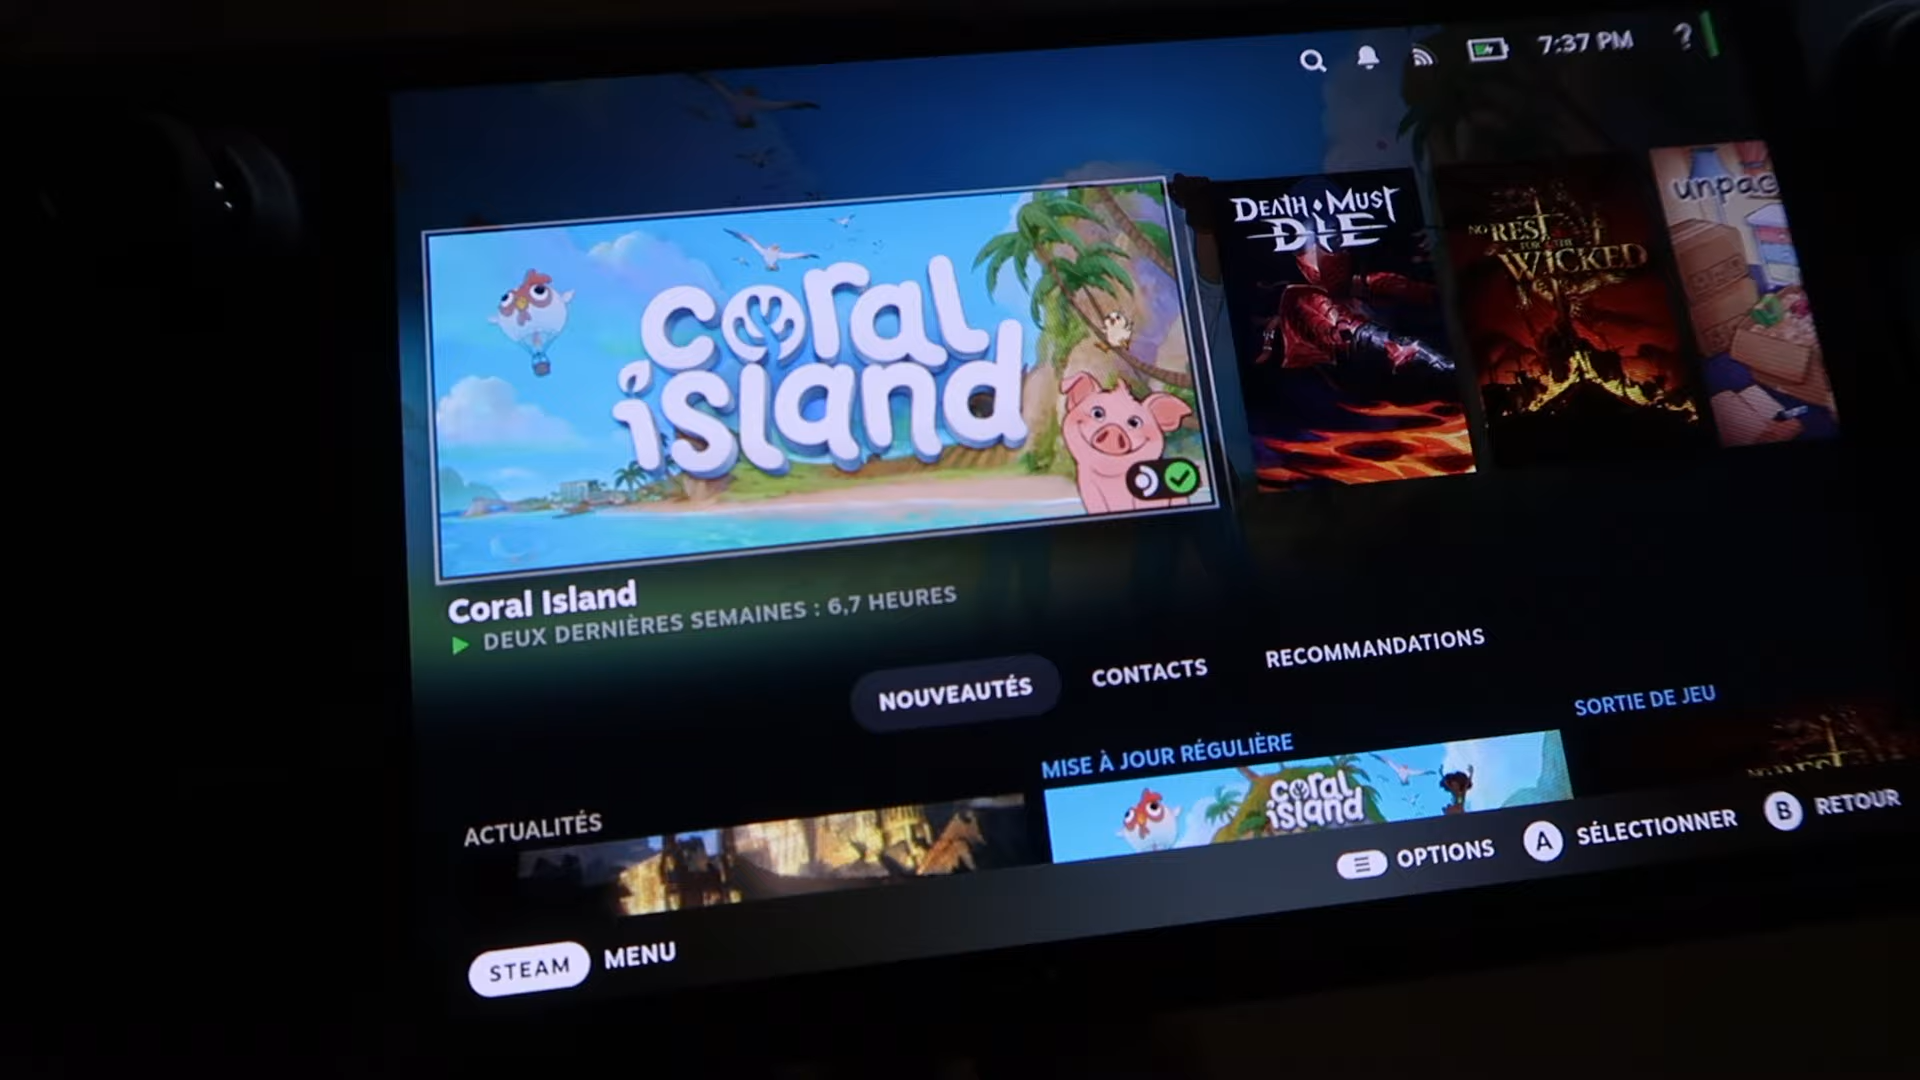 7:37 PM
?
coral
island
DEATH MUST
DIE
NO REST
FOR THE
WICKED
unpac
Coral Island
DEUX DERNIÈRES SEMAINES : 6,7 HEURES
NOUVEAUTÉS
CONTACTS
RECOMMANDATIONS
ACTUALITÉS
MISE À JOUR RÉGULIÈRE
SORTIE DE JEU
coral
island
OPTIONS
A SÉLECTIONNER
B RETOUR
STEAM MENU